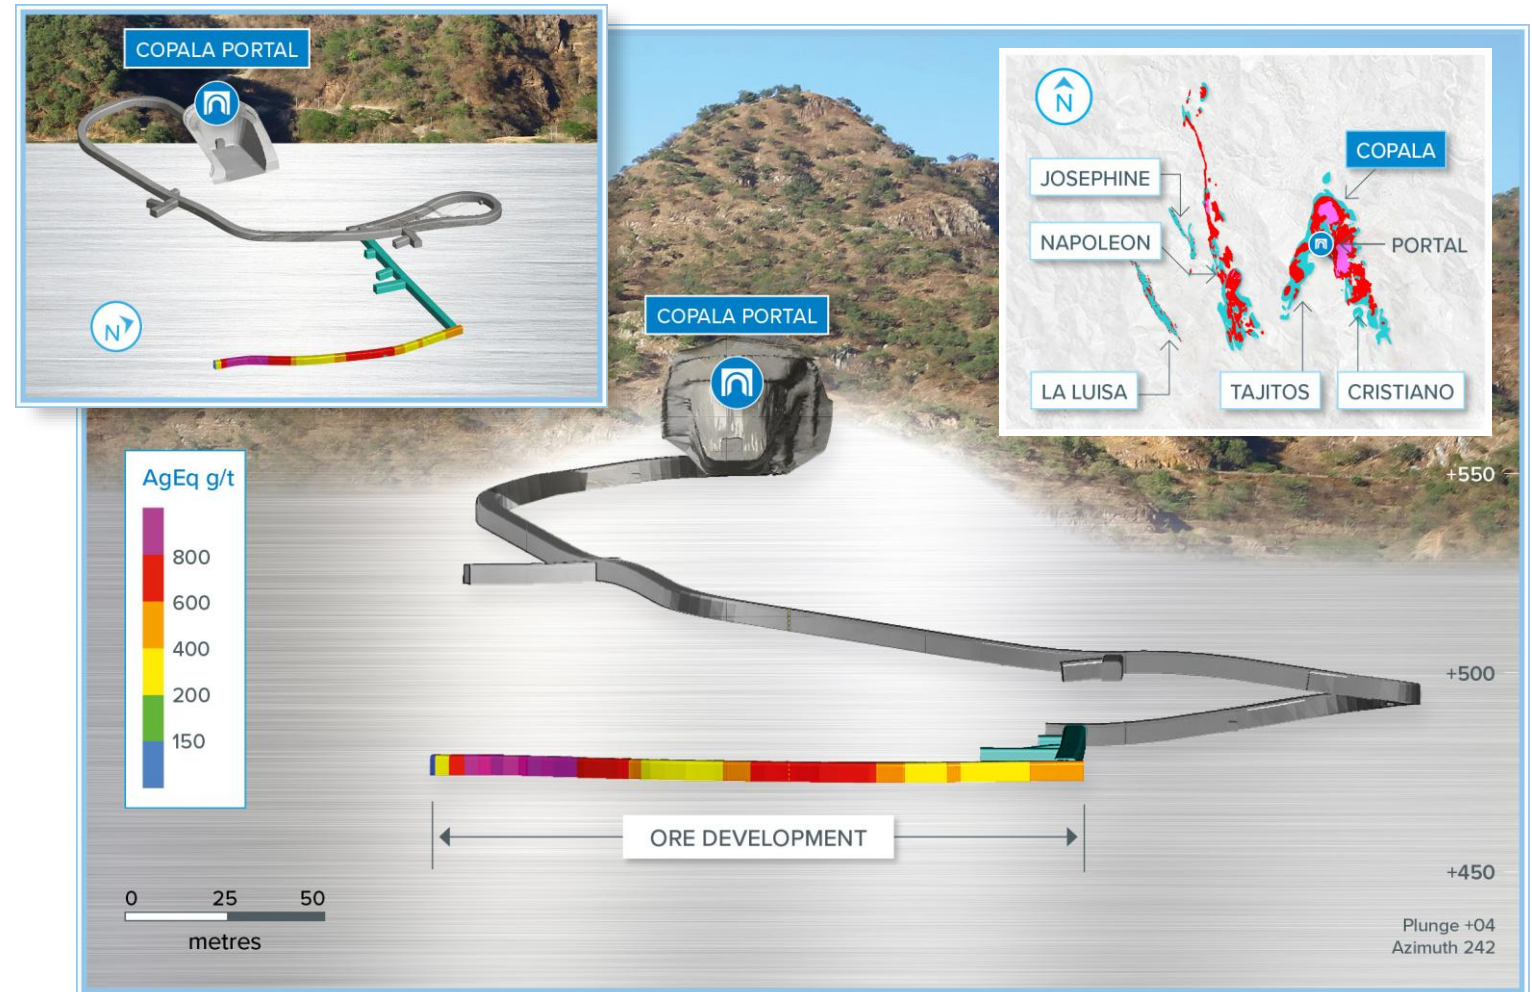 COPALA PORTAL
N
N
COPALA
JOSEPHINE
NAPOLEON
PORTAL
LA LUISA
TAJITOS
CRISTIANO
COPALA PORTAL
AgEq g/t
800
600
400
200
150
+550
+500
+450
ORE DEVELOPMENT
0 25 50
metres
Plunge +04
Azimuth 242